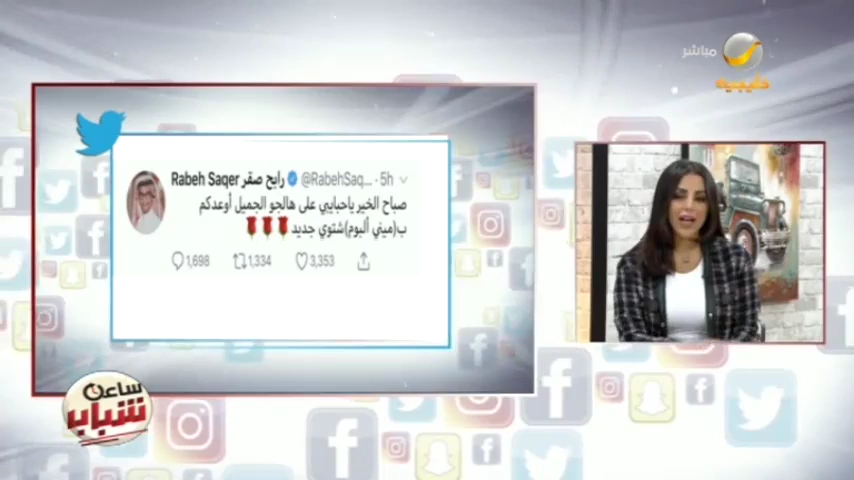 مباشر
خليجية
Rabeh Saqer رابح صقر @RabehSaq... · 5h
صباح الخير ياحبايبي على هالجو الجميل أوعدكم
ب(ميني ألبوم)شتوي جديد
1,698 1,334 3,353
ساعة
شباب